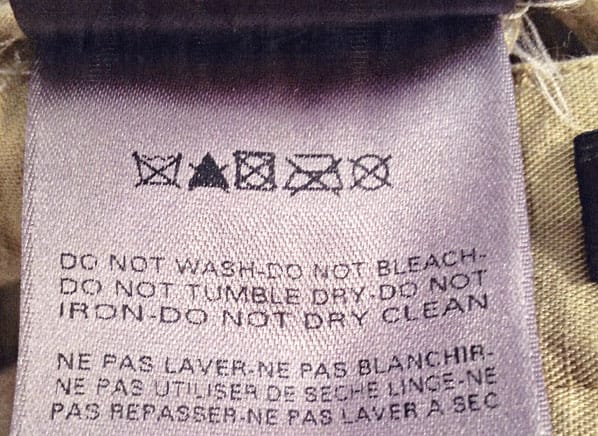 DO NOT WASH-DO NOT BLEACH-
DO NOT TUMBLE DRY-DO NOT
IRON-DO NOT DRY CLEAN
NE PAS LAVER-NE PAS BLANCHIR-
NE PAS UTILISER DE SECHE LINGE-NE
PAS REPASSER-NE PAS LAVER A SEC